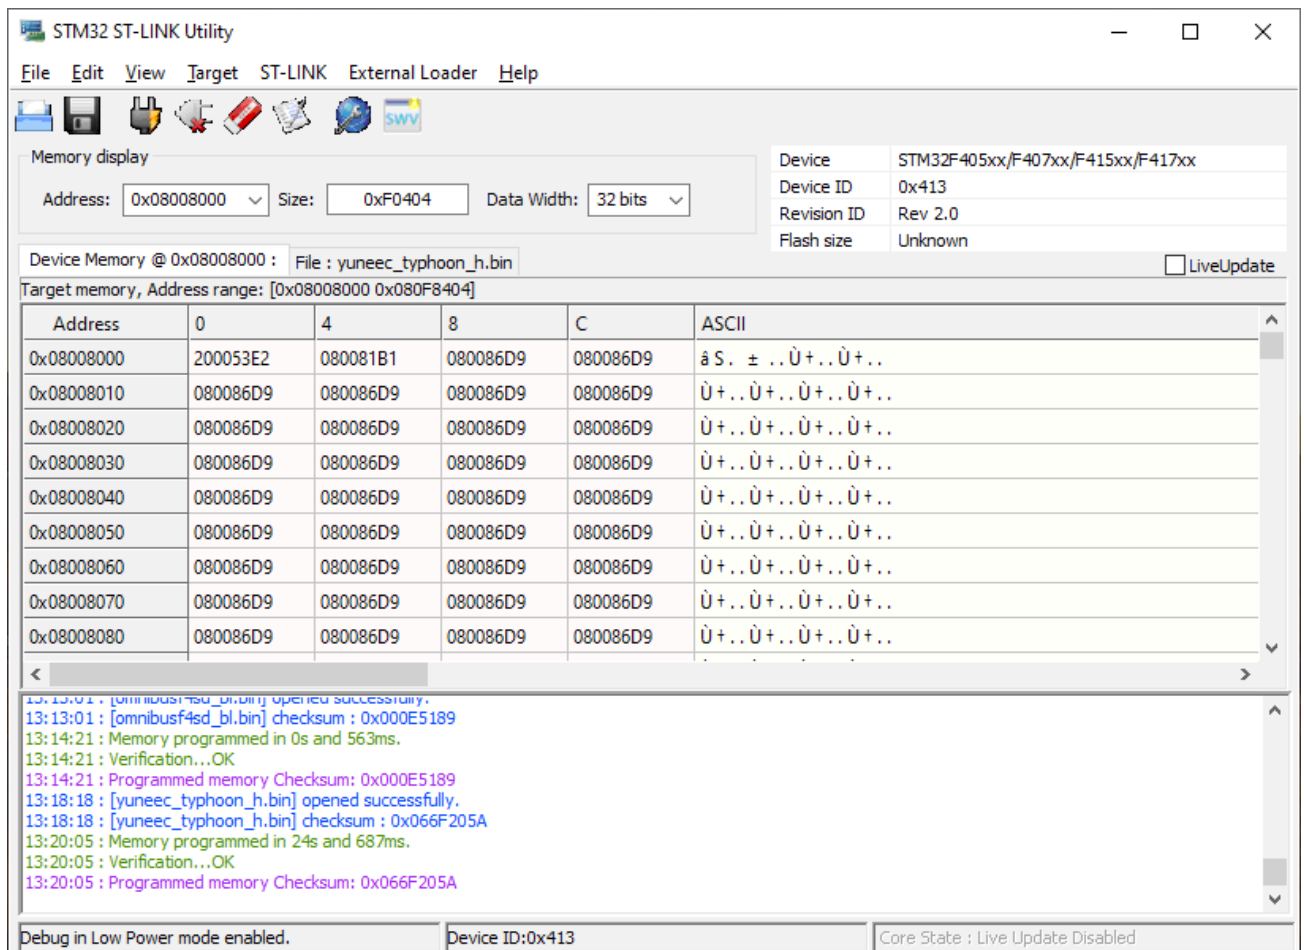 STM32 ST-LINK Utility
File Edit View Target ST-LINK External Loader Help
SWV
Memory display
Address: 0x08008000 Size: 0xF0404 Data Width: 32 bits
Device STM32F405xx/F407xx/F415xx/F417xx
Device ID 0x413
Revision ID Rev 2.0
Flash size Unknown
Device Memory @ 0x08008000 : File : yuneec_typhoon_h.bin LiveUpdate
Target memory, Address range: [0x08008000 0x080F8404]
Address 0 4 8 C ASCII
0x08008000 200053E2 080081B1 080086D9 080086D9 âS. ± ..Ù†..Ù†..
0x08008010 080086D9 080086D9 080086D9 080086D9 Ù†..Ù†..Ù†..Ù†..
0x08008020 080086D9 080086D9 080086D9 080086D9 Ù†..Ù†..Ù†..Ù†..
0x08008030 080086D9 080086D9 080086D9 080086D9 Ù†..Ù†..Ù†..Ù†..
0x08008040 080086D9 080086D9 080086D9 080086D9 Ù†..Ù†..Ù†..Ù†..
0x08008050 080086D9 080086D9 080086D9 080086D9 Ù†..Ù†..Ù†..Ù†..
0x08008060 080086D9 080086D9 080086D9 080086D9 Ù†..Ù†..Ù†..Ù†..
0x08008070 080086D9 080086D9 080086D9 080086D9 Ù†..Ù†..Ù†..Ù†..
0x08008080 080086D9 080086D9 080086D9 080086D9 Ù†..Ù†..Ù†..Ù†..
13:13:01 : [omnibusf4sd_bl.bin] opened successfully.
13:13:01 : [omnibusf4sd_bl.bin] checksum : 0x000E5189
13:14:21 : Memory programmed in 0s and 563ms.
13:14:21 : Verification...OK
13:14:21 : Programmed memory Checksum: 0x000E5189
13:18:18 : [yuneec_typhoon_h.bin] opened successfully.
13:18:18 : [yuneec_typhoon_h.bin] checksum : 0x066F205A
13:20:05 : Memory programmed in 24s and 687ms.
13:20:05 : Verification...OK
13:20:05 : Programmed memory Checksum: 0x066F205A
Debug in Low Power mode enabled. Device ID:0x413 Core State : Live Update Disabled